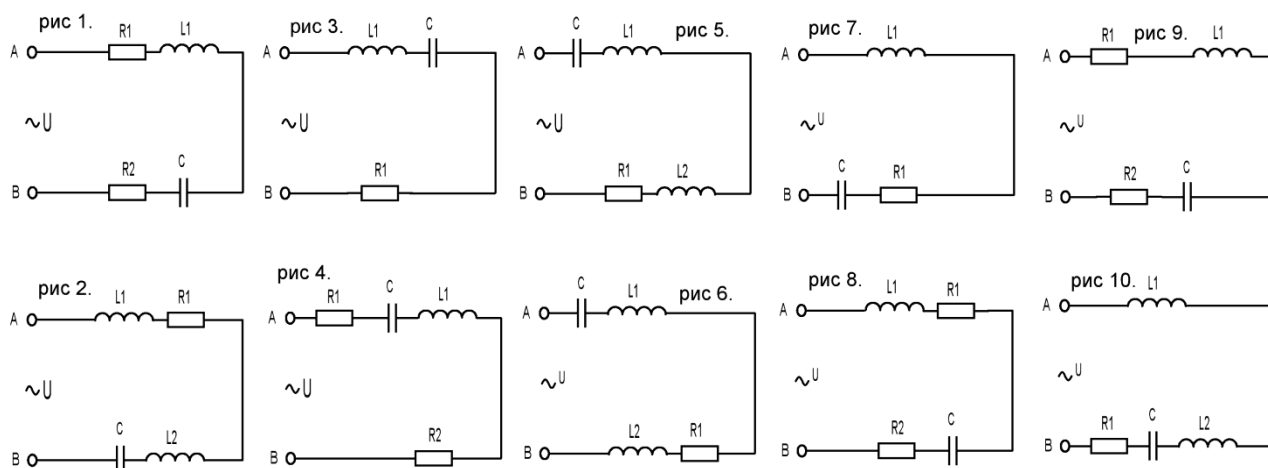 рис 1.
R1 L1
A
~U
R2 C
B
рис 3.
L1 C
A
~U
R1
B
рис 5.
C L1
A
~U
R1 L2
B
рис 7.
L1
A
~U
C R1
B
рис 9.
R1 L1
A
~U
R2 C
B
рис 2.
L1 R1
A
~U
C L2
B
рис 4.
R1 C L1
A
~U
R2
B
рис 6.
C L1
A
~U
L2 R1
B
рис 8.
L1 R1
A
~U
R2 C
B
рис 10.
L1
A
~U
R1 C L2
B